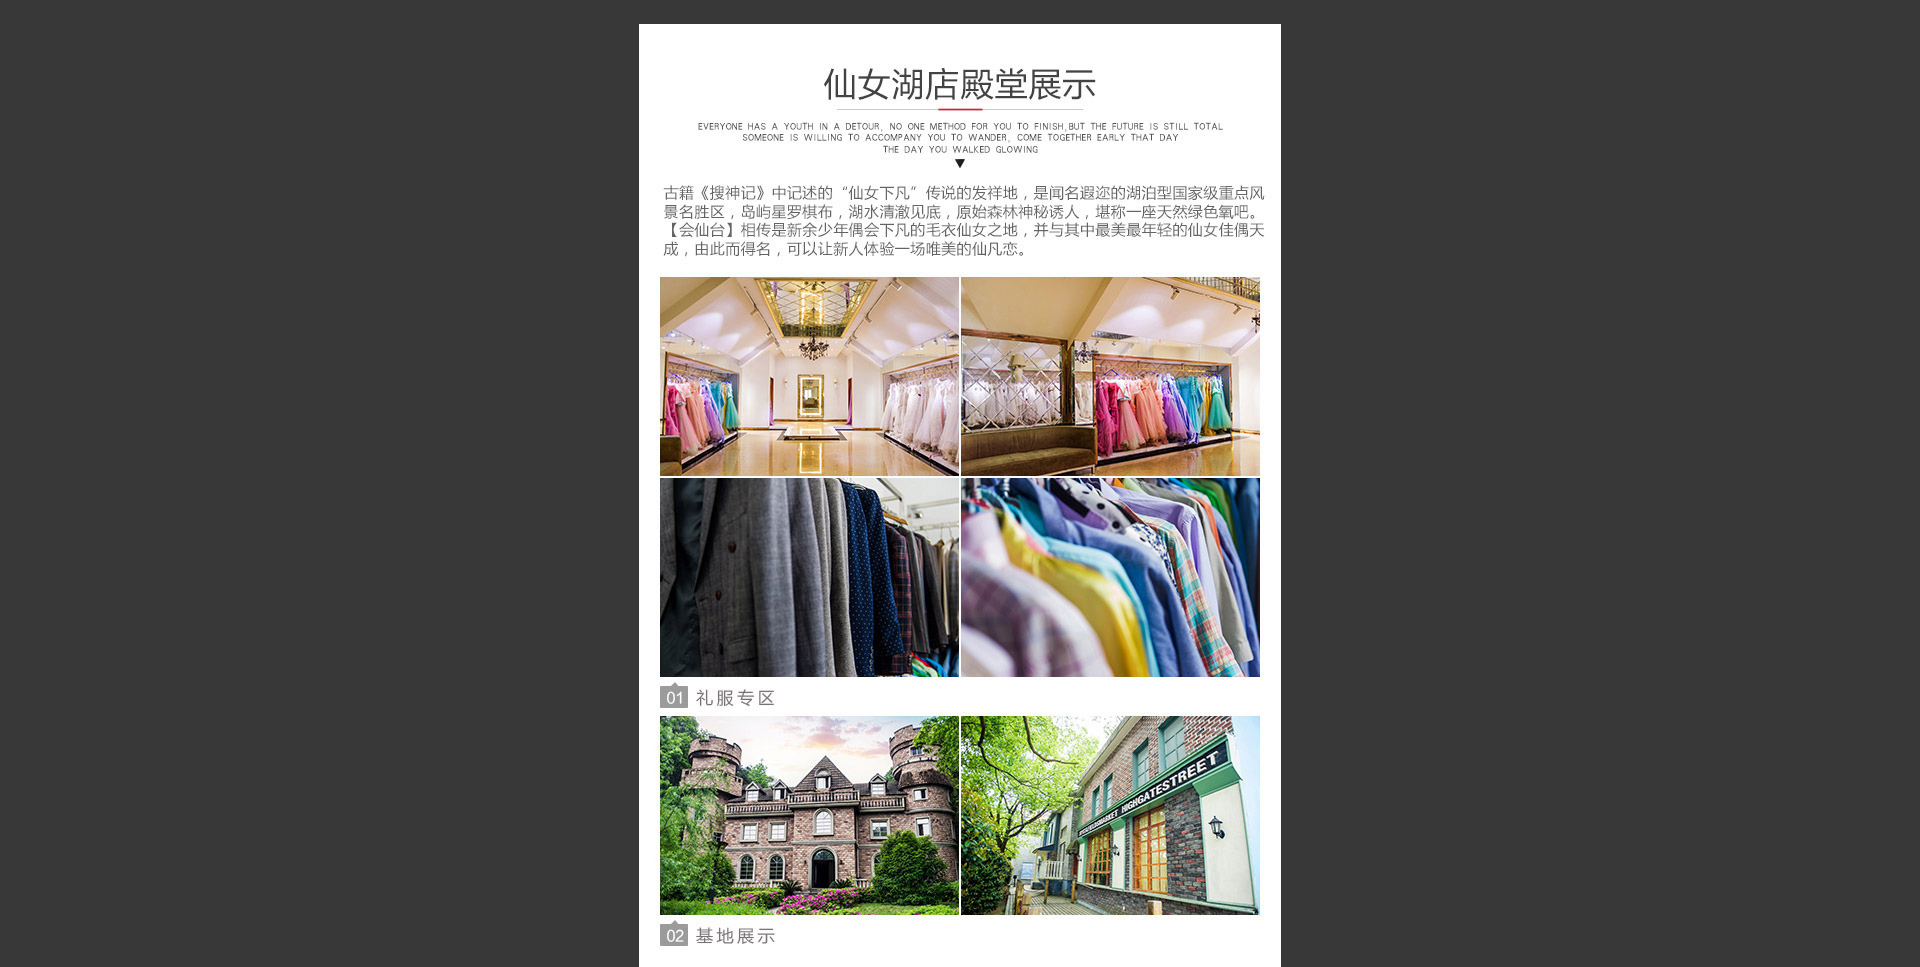 仙女湖店殿堂展示
EVERYONE HAS A YOUTH IN A DETOUR, NO ONE METHOD FOR YOU TO FINISH,BUT THE FUTURE IS STILL TOTAL
SOMEONE IS WILLING TO ACCOMPANY YOU TO WANDER, COME TOGETHER EARLY THAT DAY
THE DAY YOU WALKED GLOWING
古籍《搜神记》中记述的“仙女下凡”传说的发祥地，是闻名遐迩的湖泊型国家级重点风
景名胜区，岛屿星罗棋布，湖水清澈见底，原始森林神秘诱人，堪称一座天然绿色氧吧。
【会仙台】相传是新余少年偶会下凡的毛衣仙女之地，并与其中最美最年轻的仙女佳偶天
成，由此而得名，可以让新人体验一场唯美的仙凡恋。
01 礼服专区
HIGHGATESTREET
02 基地展示